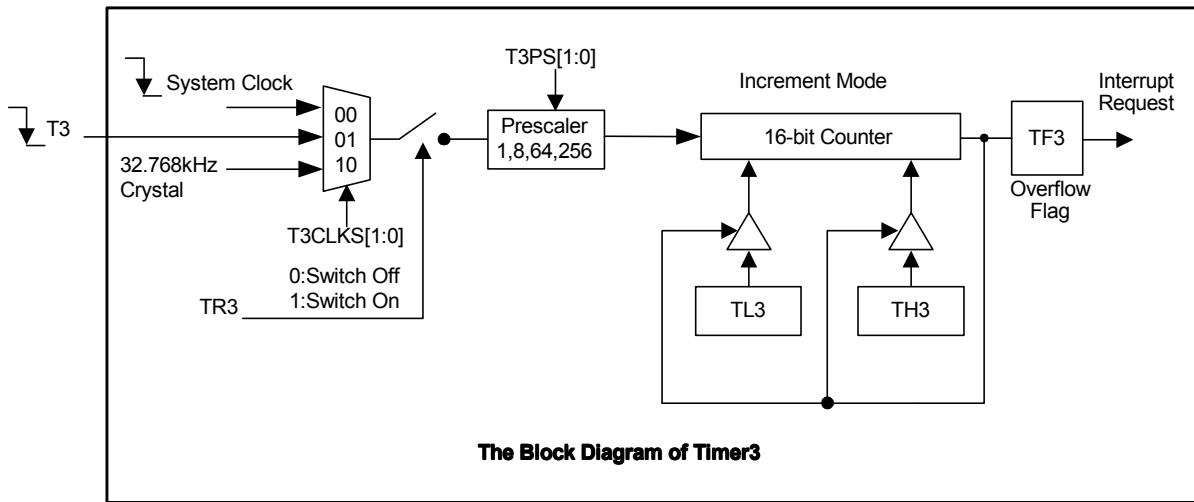 T3PS[1:0]
Increment Mode
Interrupt
Request
System Clock
T3
00
01
10
Prescaler
1,8,64,256
16-bit Counter
TF3
32.768kHz
Crystal
Overflow
Flag
T3CLKS[1:0]
0:Switch Off
1:Switch On
TR3
TL3
TH3
The Block Diagram of Timer3